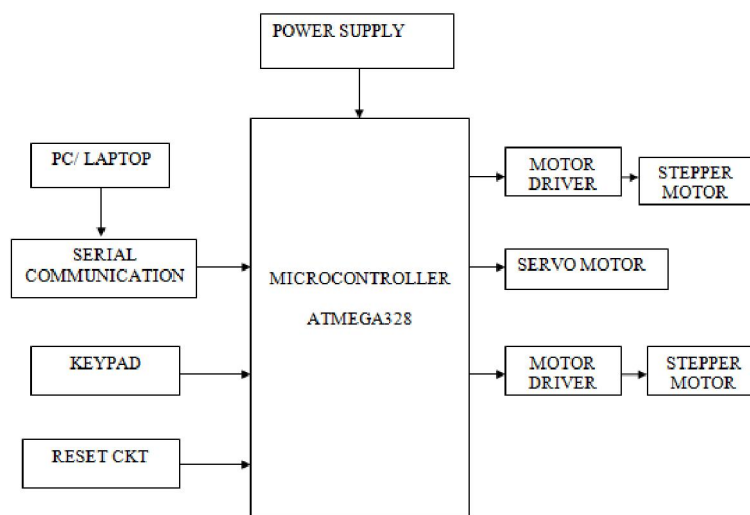 POWER SUPPLY
PC/ LAPTOP
SERIAL
COMMUNICATION
KEYPAD
RESET CKT
MICROCONTROLLER
ATMEGA328
MOTOR
DRIVER
STEPPER
MOTOR
SERVO MOTOR
MOTOR
DRIVER
STEPPER
MOTOR